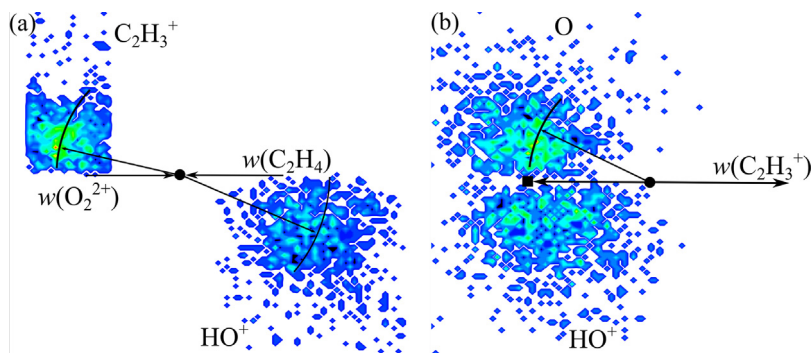 (a)
C₂H₃⁺
w(C₂H₄)
w(O₂²⁺)
HO⁺
(b)
O
w(C₂H₃⁺)
HO⁺